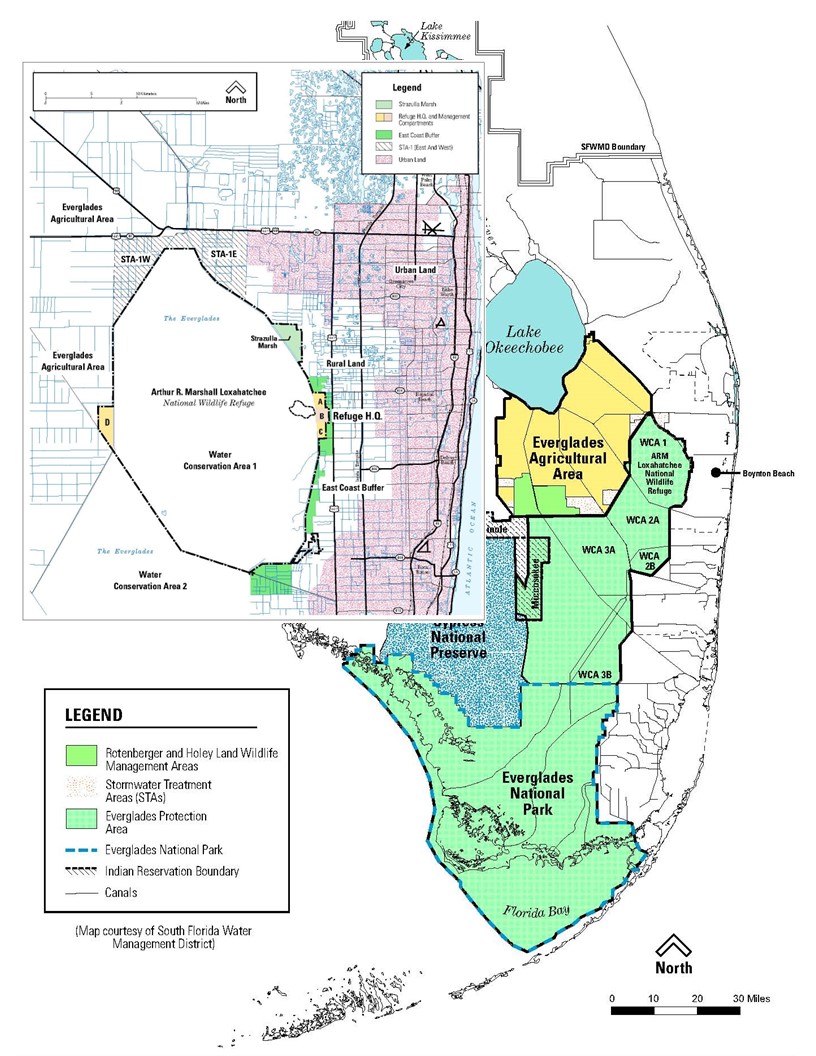 Lake
Kissimmee
North
Legend
Strazulla Marsh
Refuge H.Q. and Management
Compartments
East Coast Buffer
STA-1 (East And West)
Urban Land
SFWMD Boundary
Everglades
Agricultural Area
STA-1W
STA-1E
Urban Land
The Everglades
Strazulla
Marsh
Rural Land
Everglades
Agricultural Area
Arthur R. Marshall Loxahatchee
National Wildlife Refuge
A
B
C
D
Refuge H.Q.
Water
Conservation Area 1
East Coast Buffer
ATLANTIC OCEAN
The Everglades
Water
Conservation Area 2
Lake
Okeechobee
Everglades
Agricultural
Area
WCA 1
ARM
Loxahatchee
National
Wildlife
Refuge
Boynton Beach
WCA 2A
WCA 3A
WCA
2B
Miccosukee
Cypress
National
Preserve
WCA 3B
Everglades
National
Park
Florida Bay
LEGEND
Rotenberger and Holey Land Wildlife
Management Areas
Stormwater Treatment
Areas (STAs)
Everglades Protection
Area
Everglades National Park
Indian Reservation Boundary
Canals
(Map courtesy of South Florida Water
Management District)
North
0 10 20 30 Miles